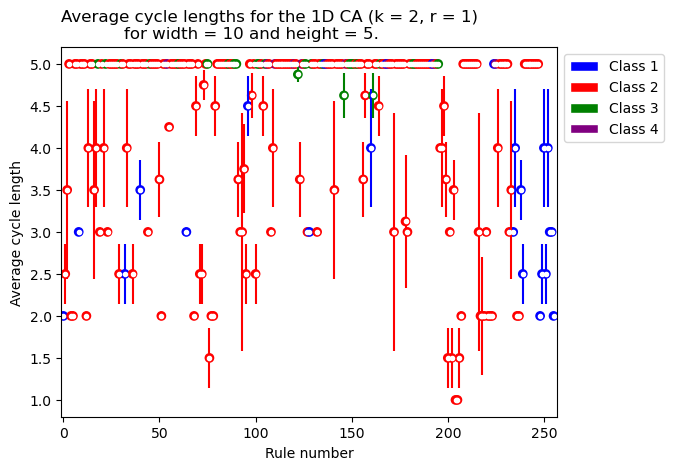 Average cycle lengths for the 1D CA (k = 2, r = 1)
for width = 10 and height = 5.
5.0
4.5
4.0
3.5
3.0
2.5
2.0
1.5
1.0
Average cycle length
0
50
100
150
200
250
Rule number
Class 1
Class 2
Class 3
Class 4